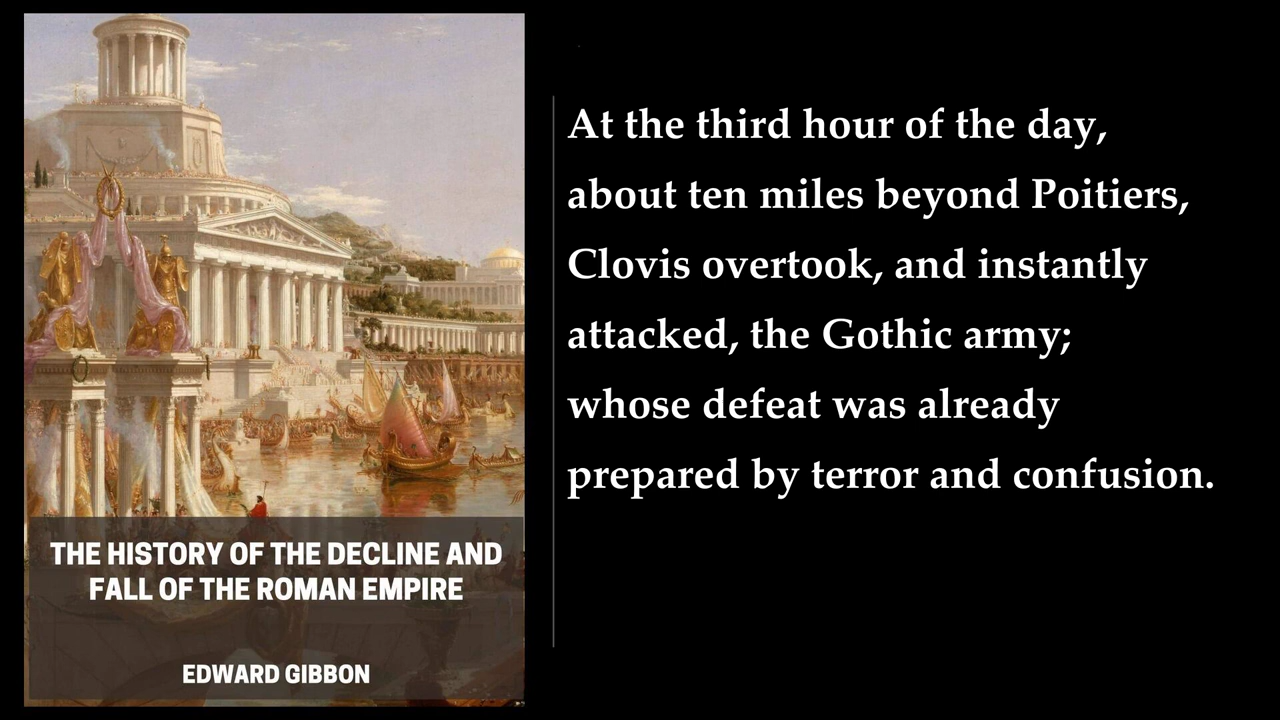 THE HISTORY OF THE DECLINE AND
FALL OF THE ROMAN EMPIRE
EDWARD GIBBON
At the third hour of the day,
about ten miles beyond Poitiers,
Clovis overtook, and instantly
attacked, the Gothic army;
whose defeat was already
prepared by terror and confusion.